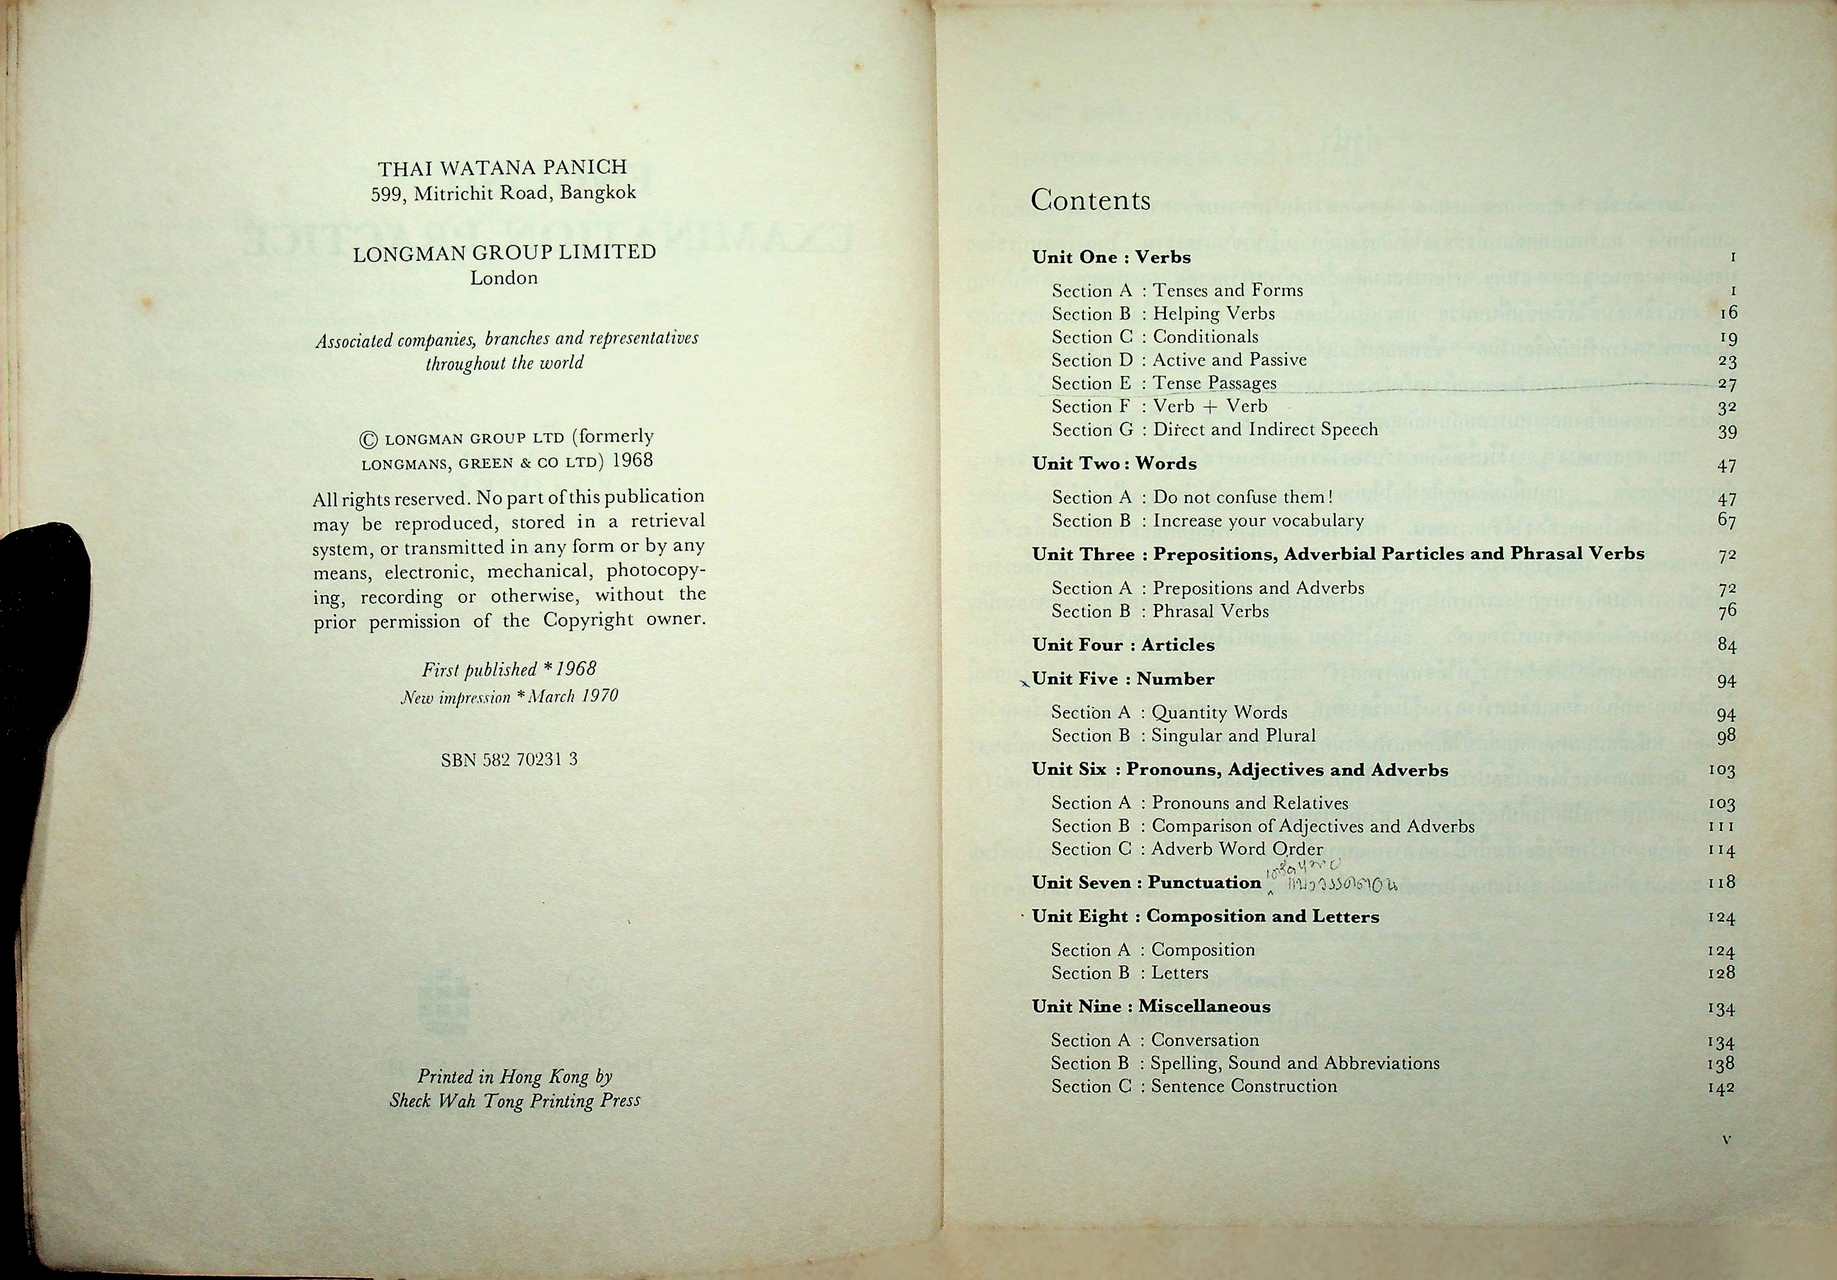 THAI WATANA PANICH
599, Mitrichit Road, Bangkok
LONGMAN GROUP LIMITED
London
Associated companies, branches and representatives
throughout the world
© LONGMAN GROUP LTD (formerly
LONGMANS, GREEN & CO LTD) 1968
All rights reserved. No part of this publication
may be reproduced, stored in a retrieval
system, or transmitted in any form or by any
means, electronic, mechanical, photocopy-
ing, recording or otherwise, without the
prior permission of the Copyright owner.
First published * 1968
New impression * March 1970
SBN 582 70231 3
Printed in Hong Kong by
Sheck Wah Tong Printing Press
Contents
Unit One : Verbs 1
Section A : Tenses and Forms 1
Section B : Helping Verbs 16
Section C : Conditionals 19
Section D : Active and Passive 23
Section E : Tense Passages 27
Section F : Verb + Verb 32
Section G : Direct and Indirect Speech 39
Unit Two : Words 47
Section A : Do not confuse them! 47
Section B : Increase your vocabulary 67
Unit Three : Prepositions, Adverbial Particles and Phrasal Verbs 72
Section A : Prepositions and Adverbs 72
Section B : Phrasal Verbs 76
Unit Four : Articles 84
Unit Five : Number 94
Section A : Quantity Words 94
Section B : Singular and Plural 98
Unit Six : Pronouns, Adjectives and Adverbs 103
Section A : Pronouns and Relatives 103
Section B : Comparison of Adjectives and Adverbs 111
Section C : Adverb Word Order 114
Unit Seven : Punctuation 118
Unit Eight : Composition and Letters 124
Section A : Composition 124
Section B : Letters 128
Unit Nine : Miscellaneous 134
Section A : Conversation 134
Section B : Spelling, Sound and Abbreviations 138
Section C : Sentence Construction 142
v